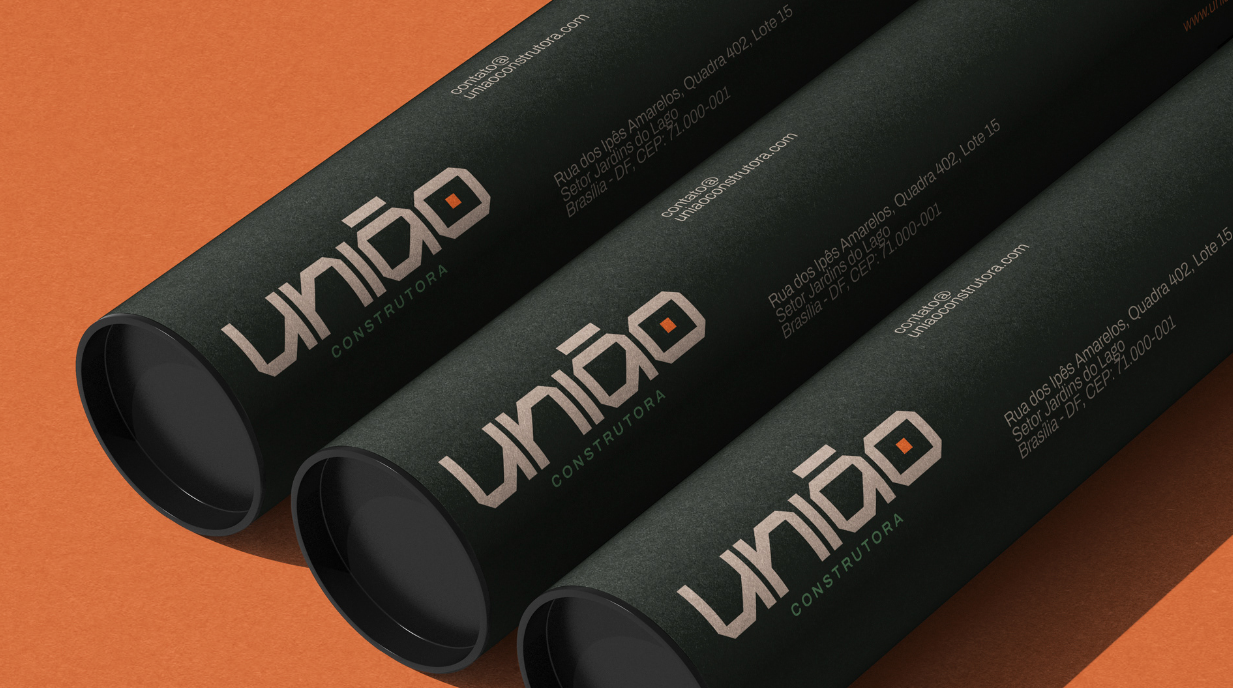 contato@
uniaoconstrutora.com
Rua dos Ipês Amarelos, Quadra 402, Lote 15
Setor Jardins do Lago
Brasília - DF, CEP: 71.000-001
UNIÃO
CONSTRUTORA
contato@
uniaoconstrutora.com
Rua dos Ipês Amarelos, Quadra 402, Lote 15
Setor Jardins do Lago
Brasília - DF, CEP: 71.000-001
UNIÃO
CONSTRUTORA
contato@
uniaoconstrutora.com
Rua dos Ipês Amarelos, Quadra 402, Lote 15
Setor Jardins do Lago
Brasília - DF, CEP: 71.000-001
UNIÃO
CONSTRUTORA